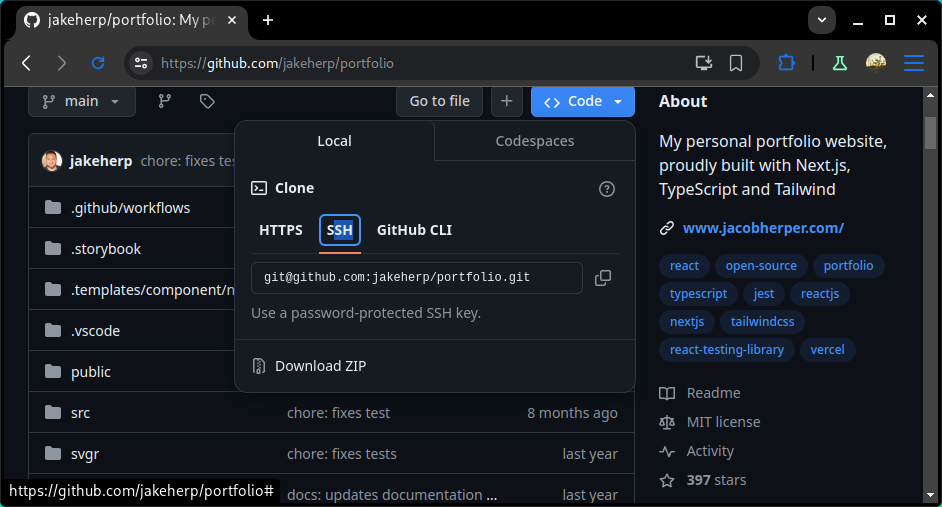 jakeherp/portfolio: My pe
https://github.com/jakeherp/portfolio
main
Go to file
Code
About
Local
Codespaces
My personal portfolio website,
proudly built with Next.js,
TypeScript and Tailwind
jakeherp chore: fixes tes
Clone
.github/workflows
HTTPS SSH GitHub CLI
www.jacobherper.com/
.storybook
react open-source portfolio
git@github.com:jakeherp/portfolio.git
.templates/component/n
typescript jest reactjs
Use a password-protected SSH key.
nextjs tailwindcss
.vscode
react-testing-library vercel
Download ZIP
public
Readme
src chore: fixes test 8 months ago
MIT license
svgr chore: fixes tests last year
Activity
397 stars
https://github.com/jakeherp/portfolio#
docs: updates documentation ... last year